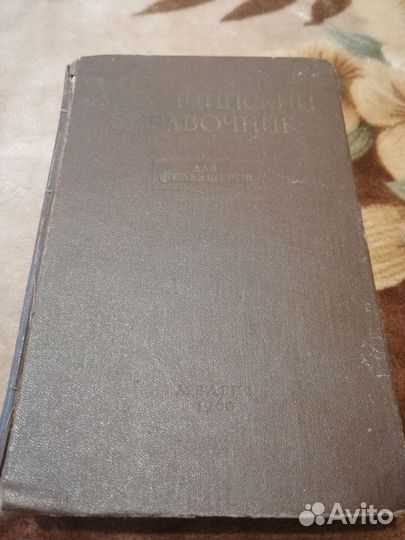 МЕДИЦИНСКИЙ
СПРАВОЧНИК
ДЛЯ
ФЕЛЬДШЕРОВ
МЕДГИЗ
1960
Avito